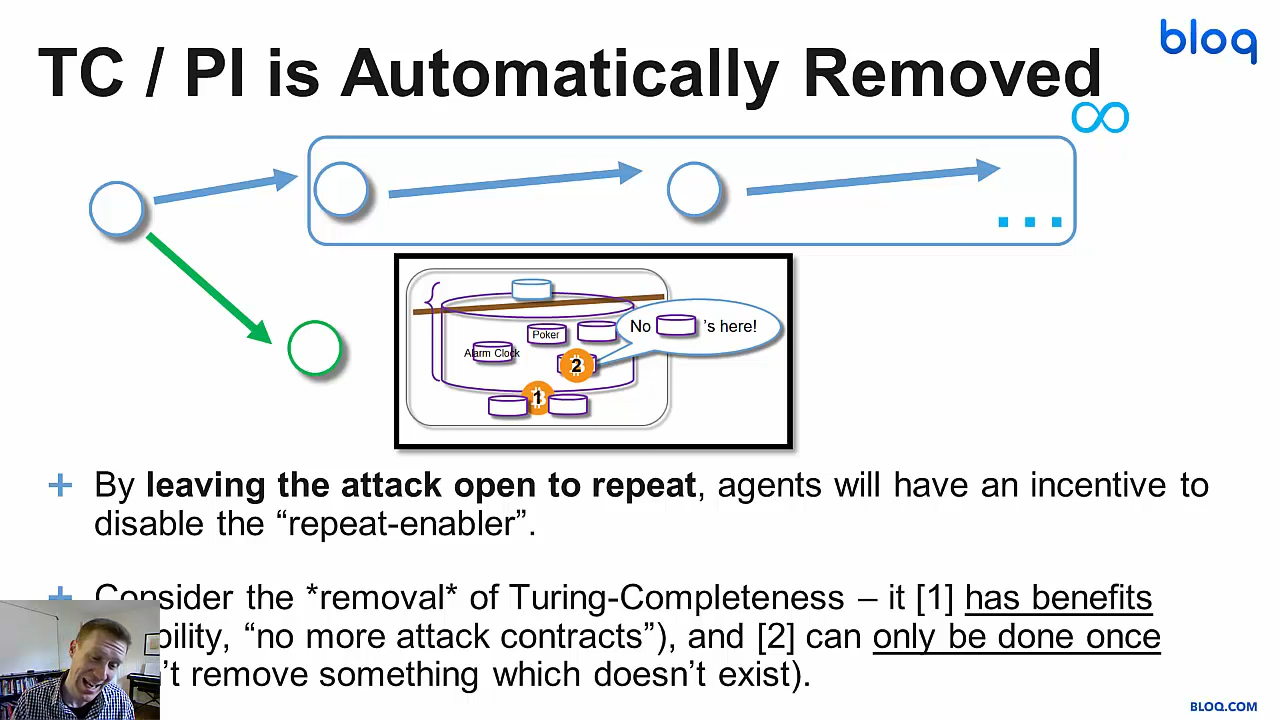 bloq
TC / PI is Automatically Removed
∞
...
No 's here!
Poker
Alarm Clock
2
1
+ By leaving the attack open to repeat, agents will have an incentive to
disable the “repeat-enabler”.
+ Consider the *removal* of Turing-Completeness – it [1] has benefits
“no more attack contracts”), and [2] can only be done once
remove something which doesn’t exist).
BLOQ.COM